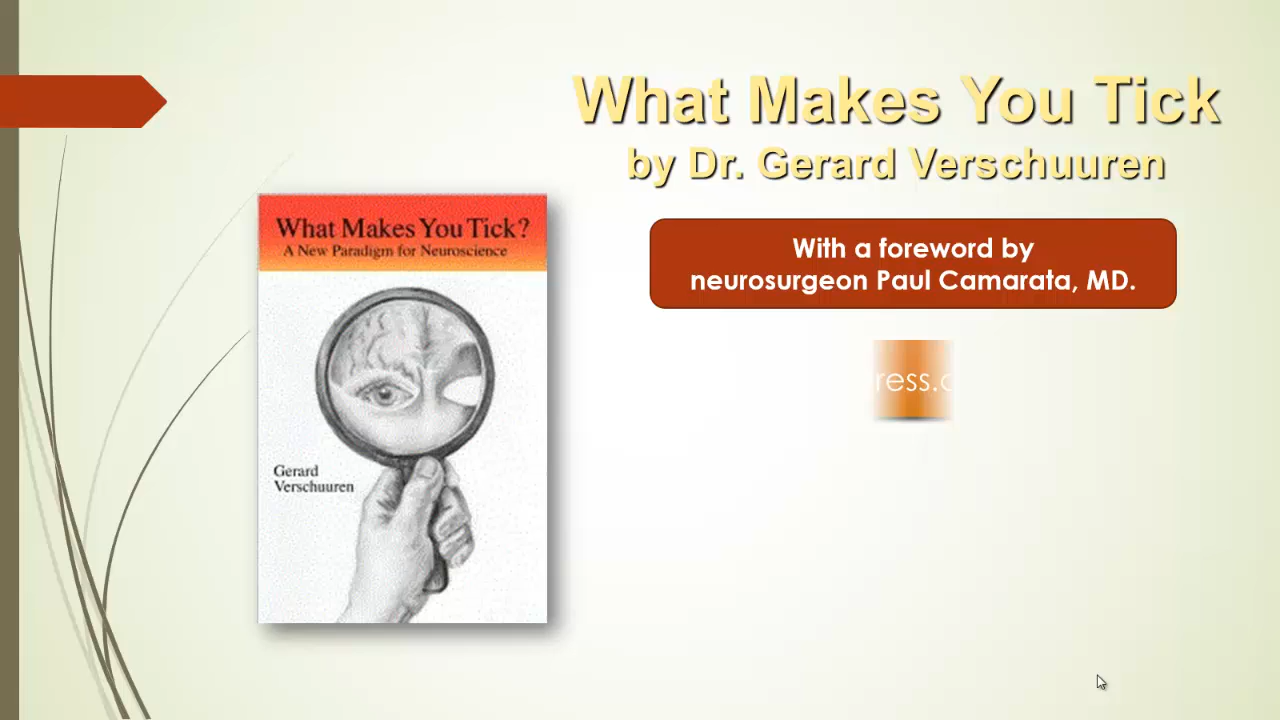 What Makes You Tick
by Dr. Gerard Verschuuren
With a foreword by
neurosurgeon Paul Camarata, MD.
What Makes You Tick?
A New Paradigm for Neuroscience
Gerard
Verschuuren